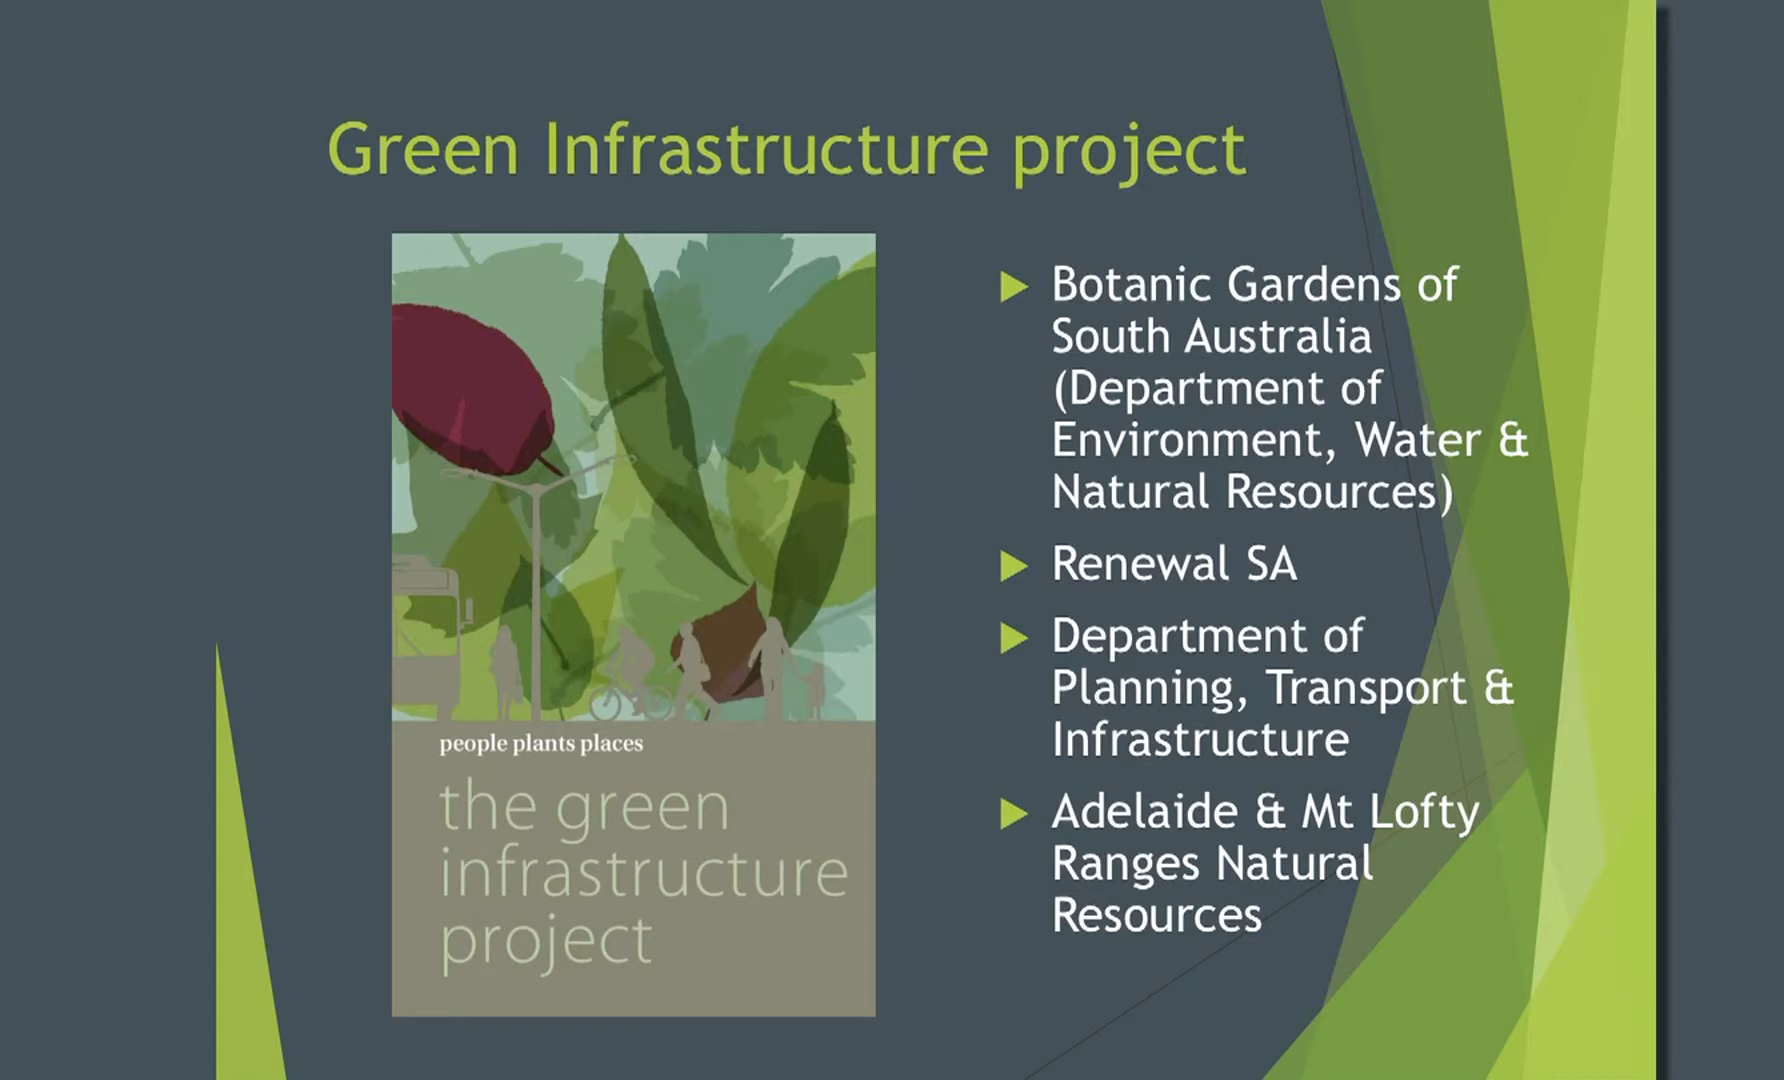 Green Infrastructure project
people plants places
the green
infrastructure
project
Botanic Gardens of
South Australia
(Department of
Environment, Water &
Natural Resources)
Renewal SA
Department of
Planning, Transport &
Infrastructure
Adelaide & Mt Lofty
Ranges Natural
Resources